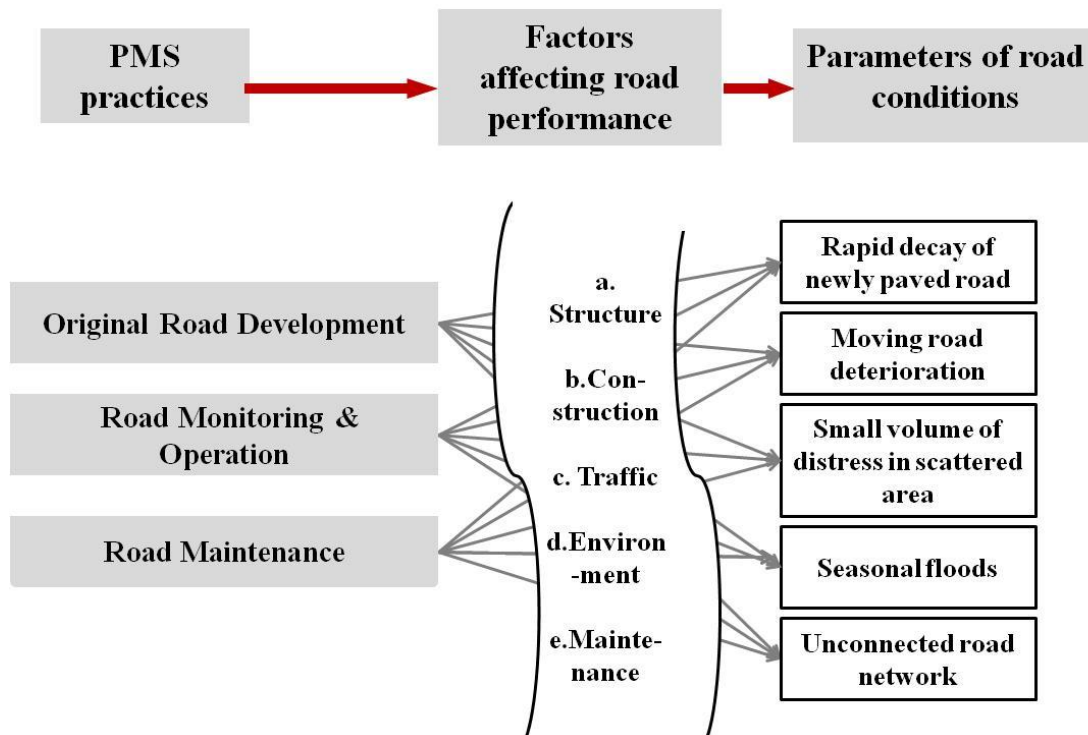 PMS
practices
Factors
affecting road
performance
Parameters of road
conditions
Original Road Development
Road Monitoring &
Operation
Road Maintenance
a.
Structure
b.Con-
struction
c. Traffic
d.Environ
-ment
e.Mainte-
nance
Rapid decay of
newly paved road
Moving road
deterioration
Small volume of
distress in scattered
area
Seasonal floods
Unconnected road
network